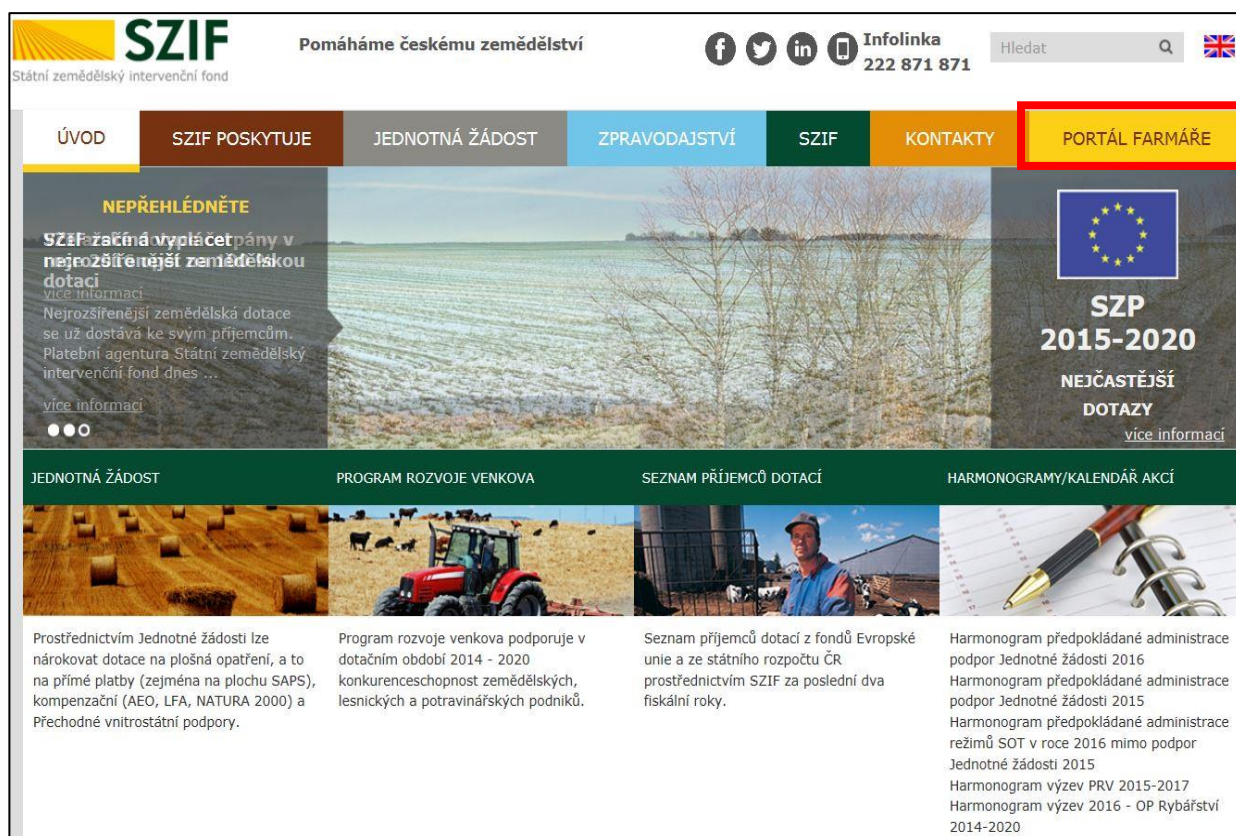 SZIF
Státní zemědělský intervenční fond
Pomáháme českému zemědělství
Infolinka
222 871 871
Hledat
ÚVOD
SZIF POSKYTUJE
JEDNOTNÁ ŽÁDOST
ZPRAVODAJSTVÍ
SZIF
KONTAKTY
PORTÁL FARMÁŘE
NEPŘEHLÉDNĚTE
SZIF začíná vyplácet
nejrozšířenější zemědělskou
dotaci
více informací
Nejrozšířenější zemědělská dotace
se už dostává ke svým příjemcům.
Platební agentura Státní zemědělský
intervenční fond dnes ...
více informací
SZP
2015-2020
NEJČASTĚJŠÍ
DOTAZY
více informací
JEDNOTNÁ ŽÁDOST
Prostřednictvím Jednotné žádosti lze
nárokovat dotace na plošná opatření, a to
na přímé platby (zejména na plochu SAPS),
kompenzační (AEO, LFA, NATURA 2000) a
Přechodné vnitrostátní podpory.
PROGRAM ROZVOJE VENKOVA
Program rozvoje venkova podporuje v
dotačním období 2014 - 2020
konkurenceschopnost zemědělských,
lesnických a potravinářských podniků.
SEZNAM PŘÍJEMCŮ DOTACÍ
Seznam příjemců dotací z fondů Evropské
unie a ze státního rozpočtu ČR
prostřednictvím SZIF za poslední dva
fiskální roky.
HARMONOGRAMY/KALENDÁŘ AKCÍ
Harmonogram předpokládané administrace
podpor Jednotné žádosti 2016
Harmonogram předpokládané administrace
podpor Jednotné žádosti 2015
Harmonogram předpokládané administrace
režimů SOT v roce 2016 mimo podpor
Jednotné žádosti 2015
Harmonogram výzev PRV 2015-2017
Harmonogram výzev 2016 - OP Rybářství
2014-2020